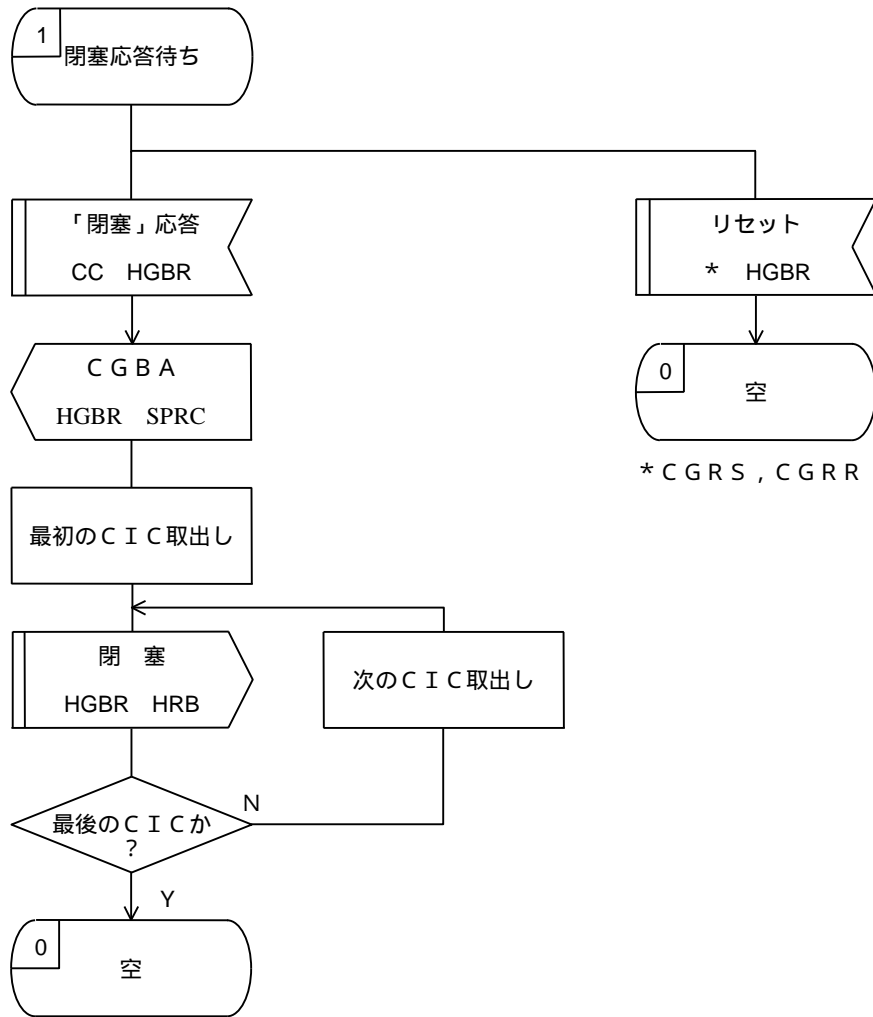 1
閉塞応答待ち
「閉塞」応答
CC HGBR
リセット
* HGBR
CGBA
HGBR SPRC
0
空
*CGRS,CGRR
最初のCIC取出し
閉 塞
HGBR HRB
次のCIC取出し
最後のCICか
?
N
Y
0
空